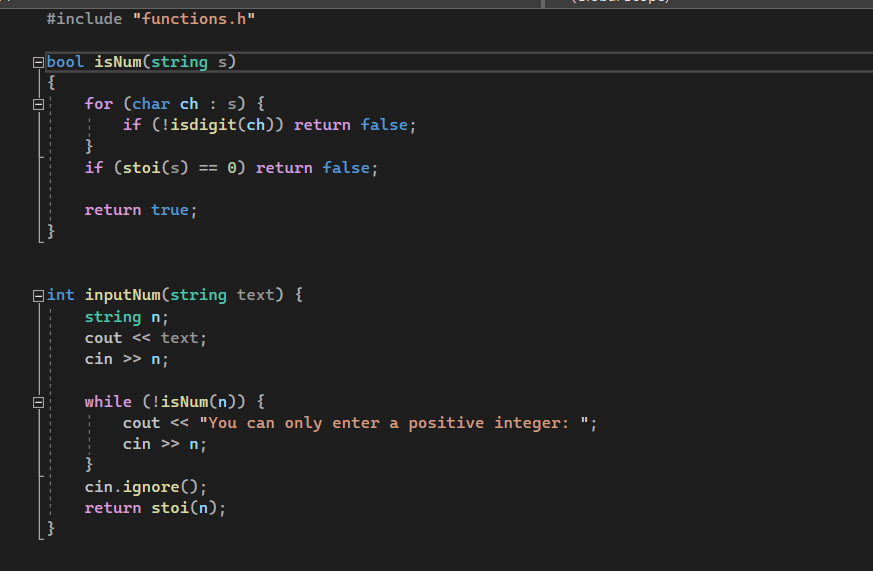 #include "functions.h"
bool isNum(string s)
{
for (char ch : s) {
if (!isdigit(ch)) return false;
}
if (stoi(s) == 0) return false;
return true;
}
int inputNum(string text) {
string n;
cout << text;
cin >> n;
while (!isNum(n)) {
cout << "You can only enter a positive integer: ";
cin >> n;
}
cin.ignore();
return stoi(n);
}